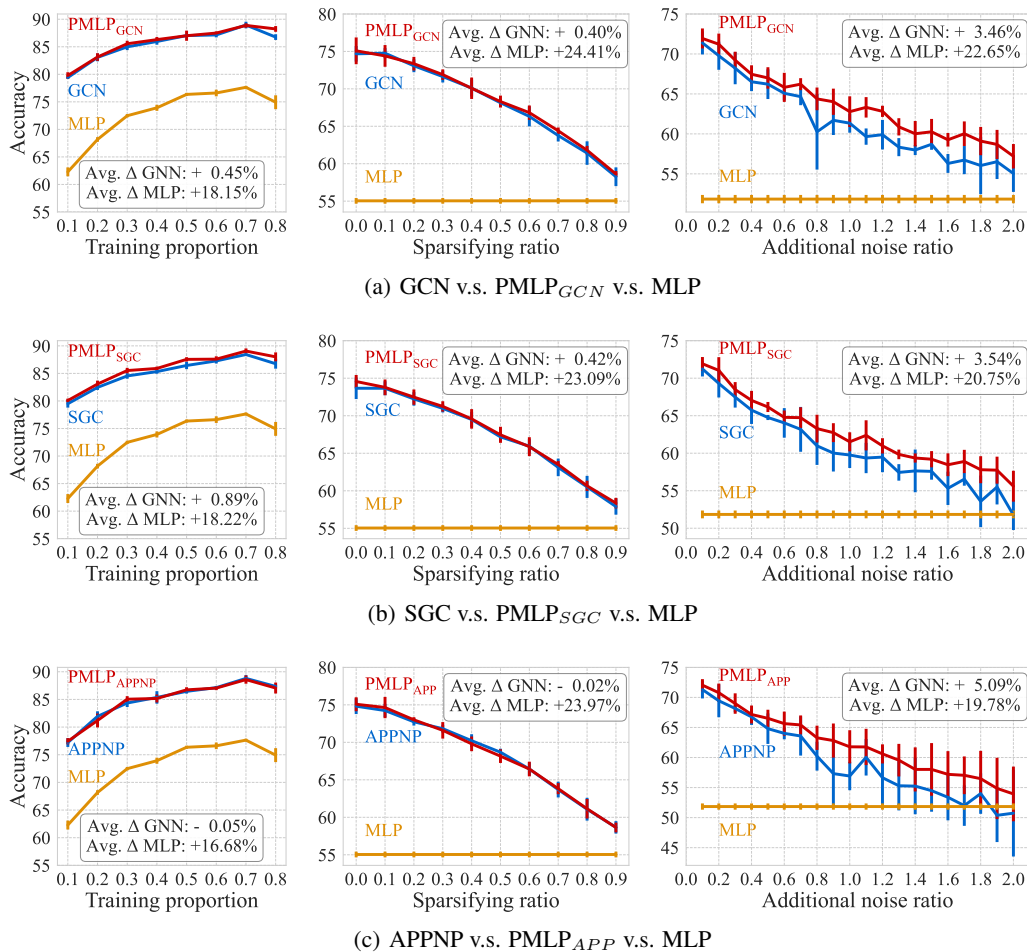 90
85
80
75
70
65
60
55
Accuracy
PMLP_GCN
GCN
MLP
Avg. Δ GNN: + 0.45%
Avg. Δ MLP: +18.15%
0.1 0.2 0.3 0.4 0.5 0.6 0.7 0.8
Training proportion
80
75
70
65
60
55
PMLP_GCN
GCN
MLP
Avg. Δ GNN: + 0.40%
Avg. Δ MLP: +24.41%
0.0 0.1 0.2 0.3 0.4 0.5 0.6 0.7 0.8 0.9
Sparsifying ratio
75
70
65
60
55
PMLP_GCN
GCN
MLP
Avg. Δ GNN: + 3.46%
Avg. Δ MLP: +22.65%
0.0 0.2 0.4 0.6 0.8 1.0 1.2 1.4 1.6 1.8 2.0
Additional noise ratio
(a) GCN v.s. PMLP_GCN v.s. MLP
90
85
80
75
70
65
60
55
Accuracy
PMLP_SGC
SGC
MLP
Avg. Δ GNN: + 0.89%
Avg. Δ MLP: +18.22%
0.1 0.2 0.3 0.4 0.5 0.6 0.7 0.8
Training proportion
80
75
70
65
60
55
PMLP_SGC
SGC
MLP
Avg. Δ GNN: + 0.42%
Avg. Δ MLP: +23.09%
0.0 0.1 0.2 0.3 0.4 0.5 0.6 0.7 0.8 0.9
Sparsifying ratio
75
70
65
60
55
50
PMLP_SGC
SGC
MLP
Avg. Δ GNN: + 3.54%
Avg. Δ MLP: +20.75%
0.0 0.2 0.4 0.6 0.8 1.0 1.2 1.4 1.6 1.8 2.0
Additional noise ratio
(b) SGC v.s. PMLP_SGC v.s. MLP
90
85
80
75
70
65
60
55
Accuracy
PMLP_APPNP
APPNP
MLP
Avg. Δ GNN: - 0.05%
Avg. Δ MLP: +16.68%
0.1 0.2 0.3 0.4 0.5 0.6 0.7 0.8
Training proportion
80
75
70
65
60
55
PMLP_APP
APPNP
MLP
Avg. Δ GNN: - 0.02%
Avg. Δ MLP: +23.97%
0.0 0.1 0.2 0.3 0.4 0.5 0.6 0.7 0.8 0.9
Sparsifying ratio
75
70
65
60
55
50
45
PMLP_APP
APPNP
MLP
Avg. Δ GNN: + 5.09%
Avg. Δ MLP: +19.78%
0.0 0.2 0.4 0.6 0.8 1.0 1.2 1.4 1.6 1.8 2.0
Additional noise ratio
(c) APPNP v.s. PMLP_APP v.s. MLP